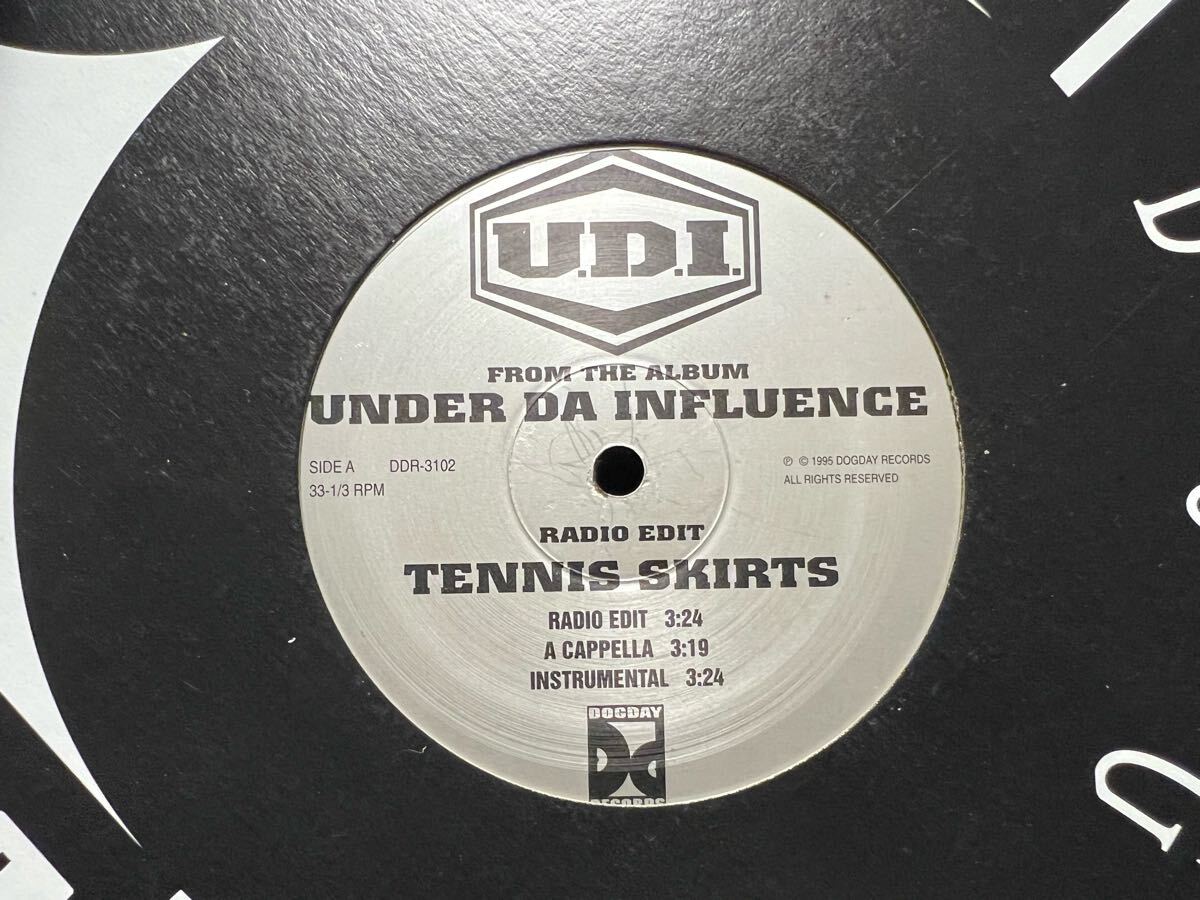 U.D.I.
FROM THE ALBUM
UNDER DA INFLUENCE
SIDE A DDR-3102
33-1/3 RPM
℗ © 1995 DOGDAY RECORDS
ALL RIGHTS RESERVED
RADIO EDIT
TENNIS SKIRTS
RADIO EDIT 3:24
A CAPPELLA 3:19
INSTRUMENTAL 3:24
DOGDAY
RECORDS